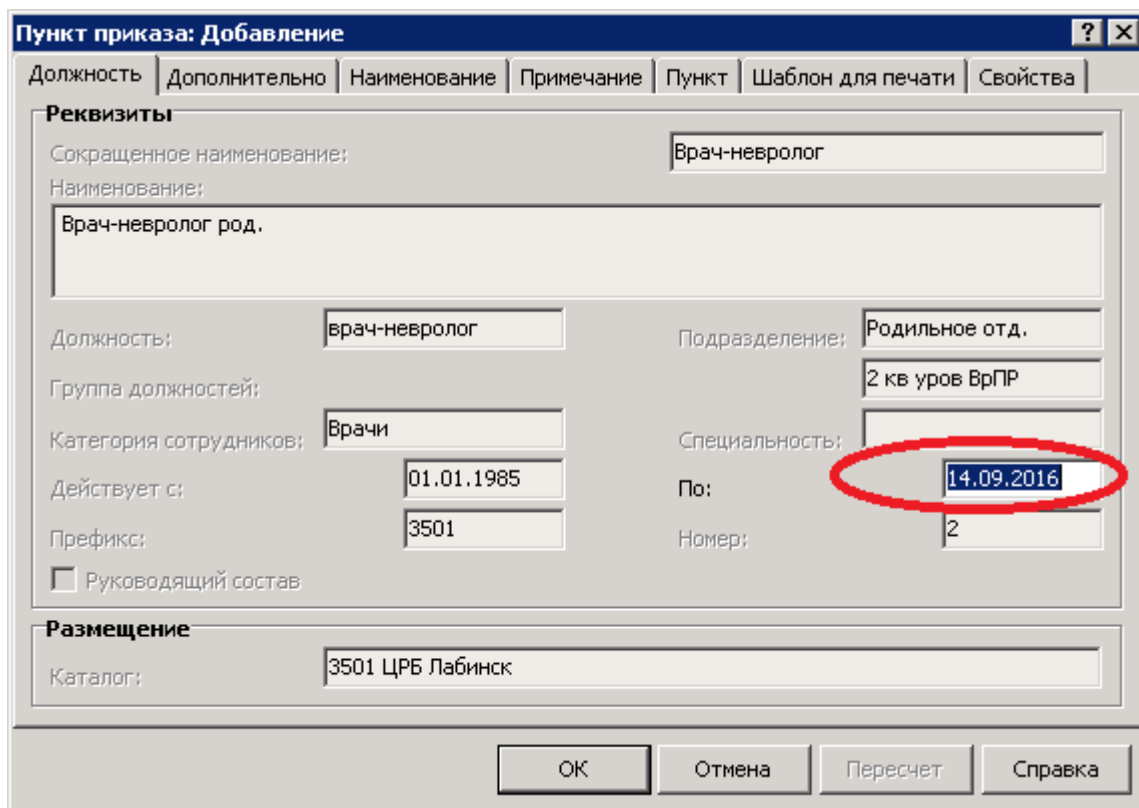 Пункт приказа: Добавление
? X
Должность Дополнительно Наименование Примечание Пункт Шаблон для печати Свойства
Реквизиты
Сокращенное наименование: Врач-невролог
Наименование:
Врач-невролог род.
Должность: врач-невролог Подразделение: Родильное отд.
Группа должностей: 2 кв уров ВрПР
Категория сотрудников: Врачи Специальность:
Действует с: 01.01.1985 По: 14.09.2016
Префикс: 3501 Номер: 2
Руководящий состав
Размещение
Каталог: 3501 ЦРБ Лабинск
ОК Отмена Пересчет Справка